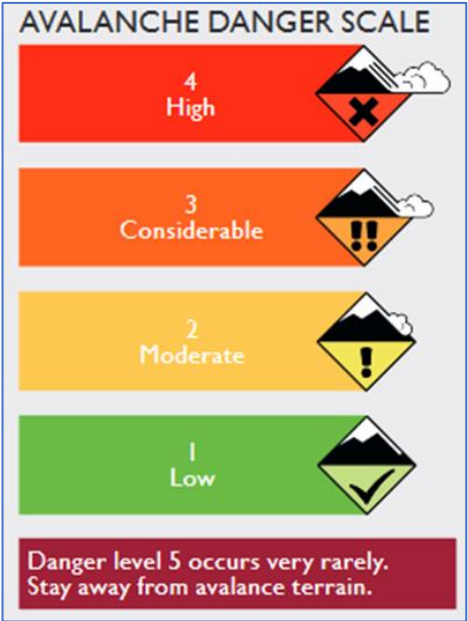 AVALANCHE DANGER SCALE
4
High
3
Considerable
2
Moderate
1
Low
Danger level 5 occurs very rarely.
Stay away from avalance terrain.